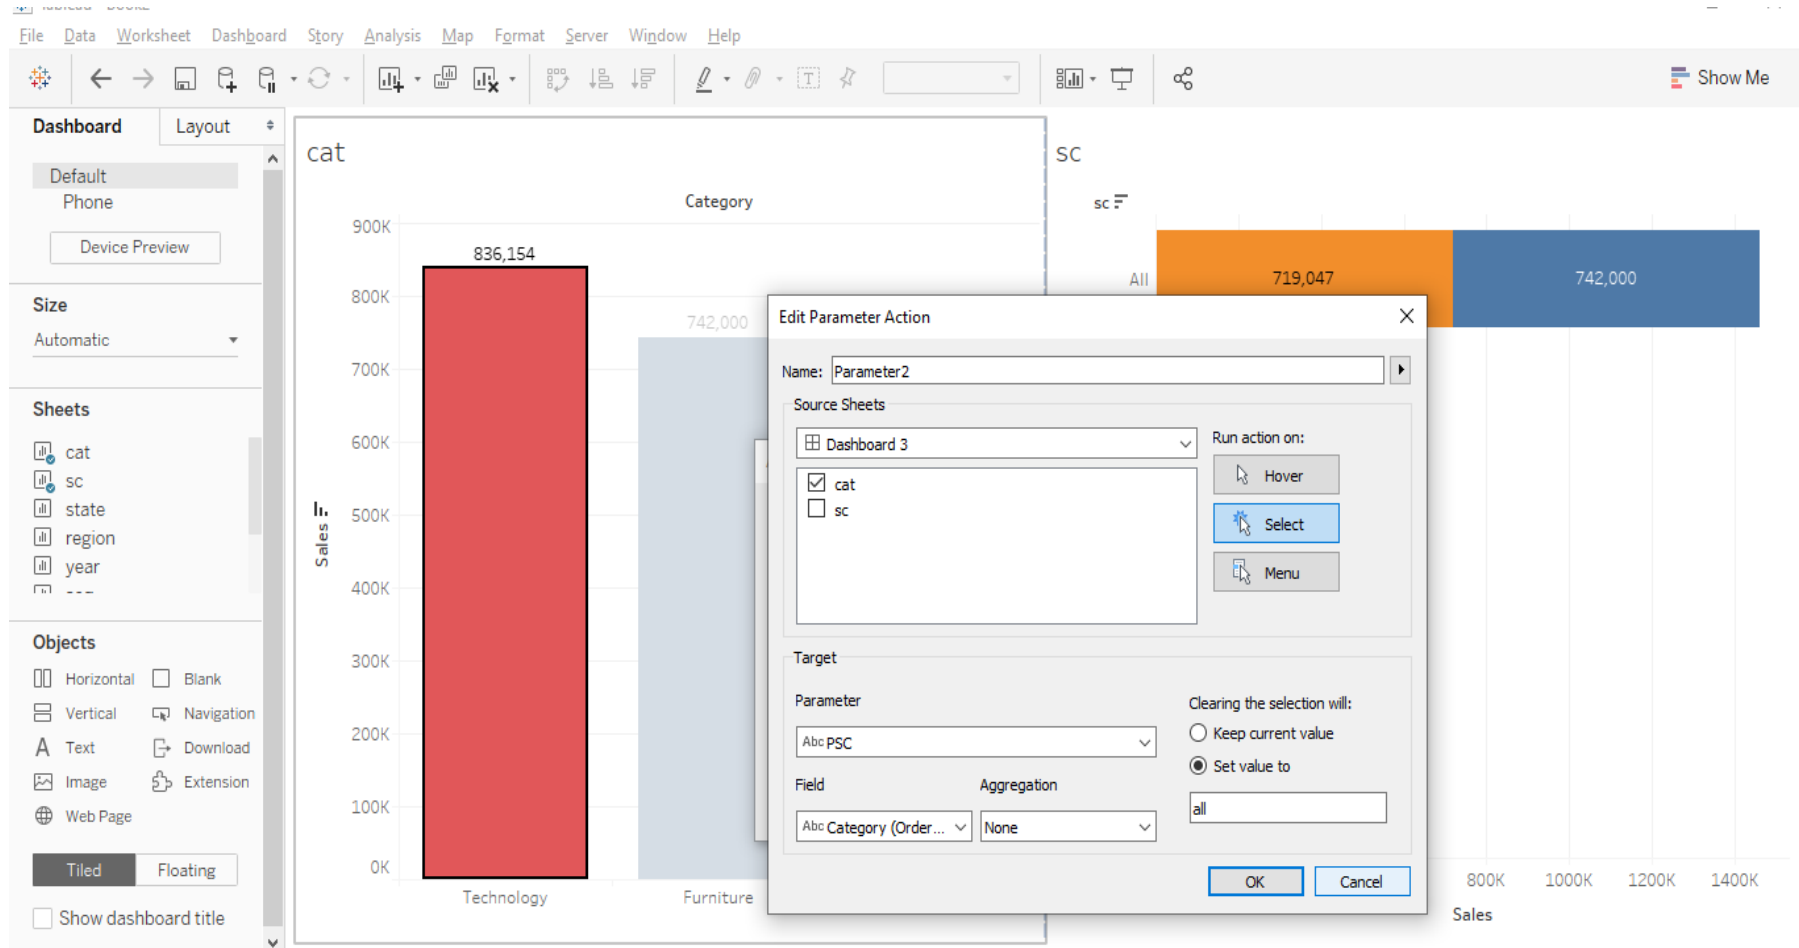 File Data Worksheet Dashboard Story Analysis Map Format Server Window Help
Show Me
Dashboard Layout
Default
Phone
Device Preview
Size
Automatic
Sheets
cat
sc
state
region
year
Objects
Horizontal Blank
Vertical Navigation
Text Download
Image Extension
Web Page
Tiled Floating
Show dashboard title
cat
Category
Sales
900K
800K
700K
600K
500K
400K
300K
200K
100K
0K
836,154
742,000
Technology Furniture
sc
sc
All
719,047 742,000
800K 1000K 1200K 1400K
Sales
Edit Parameter Action
Name: Parameter2
Source Sheets
Dashboard 3
cat
sc
Run action on:
Hover
Select
Menu
Target
Parameter
Abc PSC
Field Aggregation
Abc Category (Order... None
Clearing the selection will:
Keep current value
Set value to
all
OK Cancel